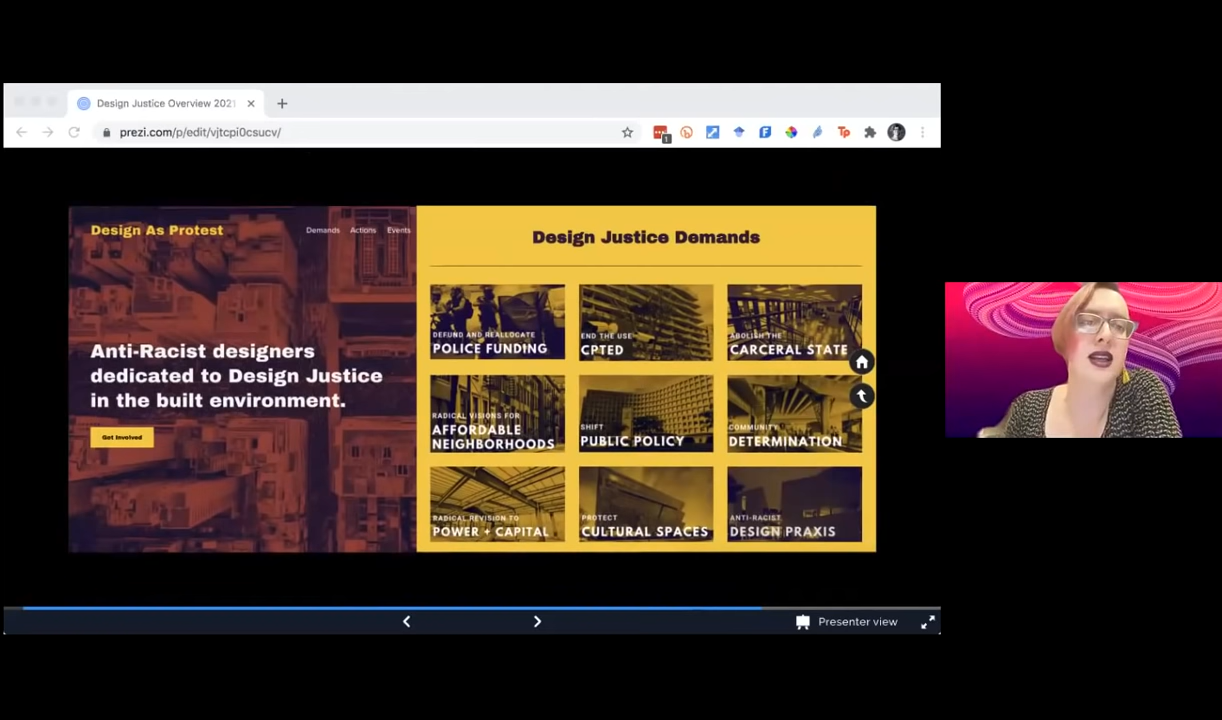 Design Justice Overview 2021
prezi.com/p/edit/vjtcpi0csucv/
1
Tp
Design As Protest
Demands Actions Events
Anti-Racist designers
dedicated to Design Justice
in the built environment.
Get Involved
Design Justice Demands
DEFUND AND REALLOCATE
POLICE FUNDING
END THE USE
CPTED
ABOLISH THE
CARCERAL STATE
RADICAL VISIONS FOR
AFFORDABLE
NEIGHBORHOODS
SHIFT
PUBLIC POLICY
COMMUNITY
DETERMINATION
RADICAL REVISION TO
POWER + CAPITAL
PROTECT
CULTURAL SPACES
ANTI-RACIST
DESIGN PRAXIS
Presenter view